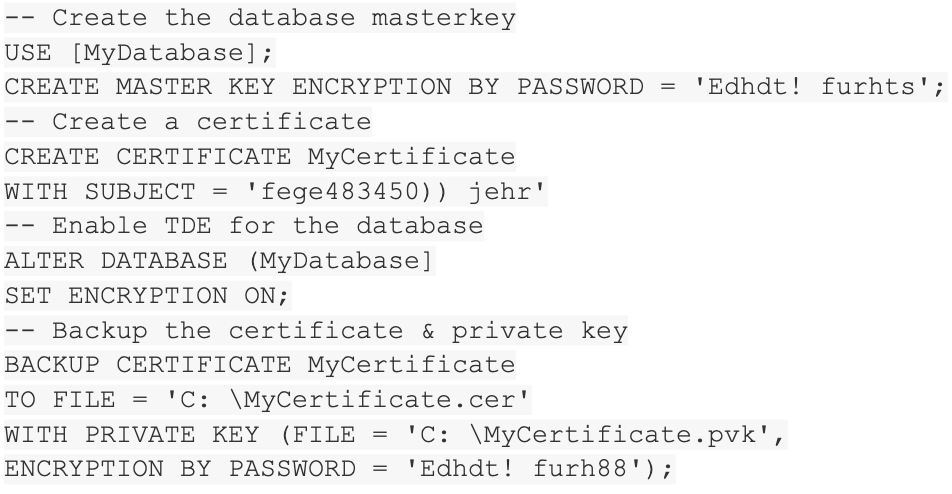 -- Create the database masterkey
USE [MyDatabase];
CREATE MASTER KEY ENCRYPTION BY PASSWORD = 'Edhdt! furhts';
-- Create a certificate
CREATE CERTIFICATE MyCertificate
WITH SUBJECT = 'fege483450)) jehr'
-- Enable TDE for the database
ALTER DATABASE (MyDatabase]
SET ENCRYPTION ON;
-- Backup the certificate & private key
BACKUP CERTIFICATE MyCertificate
TO FILE = 'C: \MyCertificate.cer'
WITH PRIVATE KEY (FILE = 'C: \MyCertificate.pvk',
ENCRYPTION BY PASSWORD = 'Edhdt! furh88');